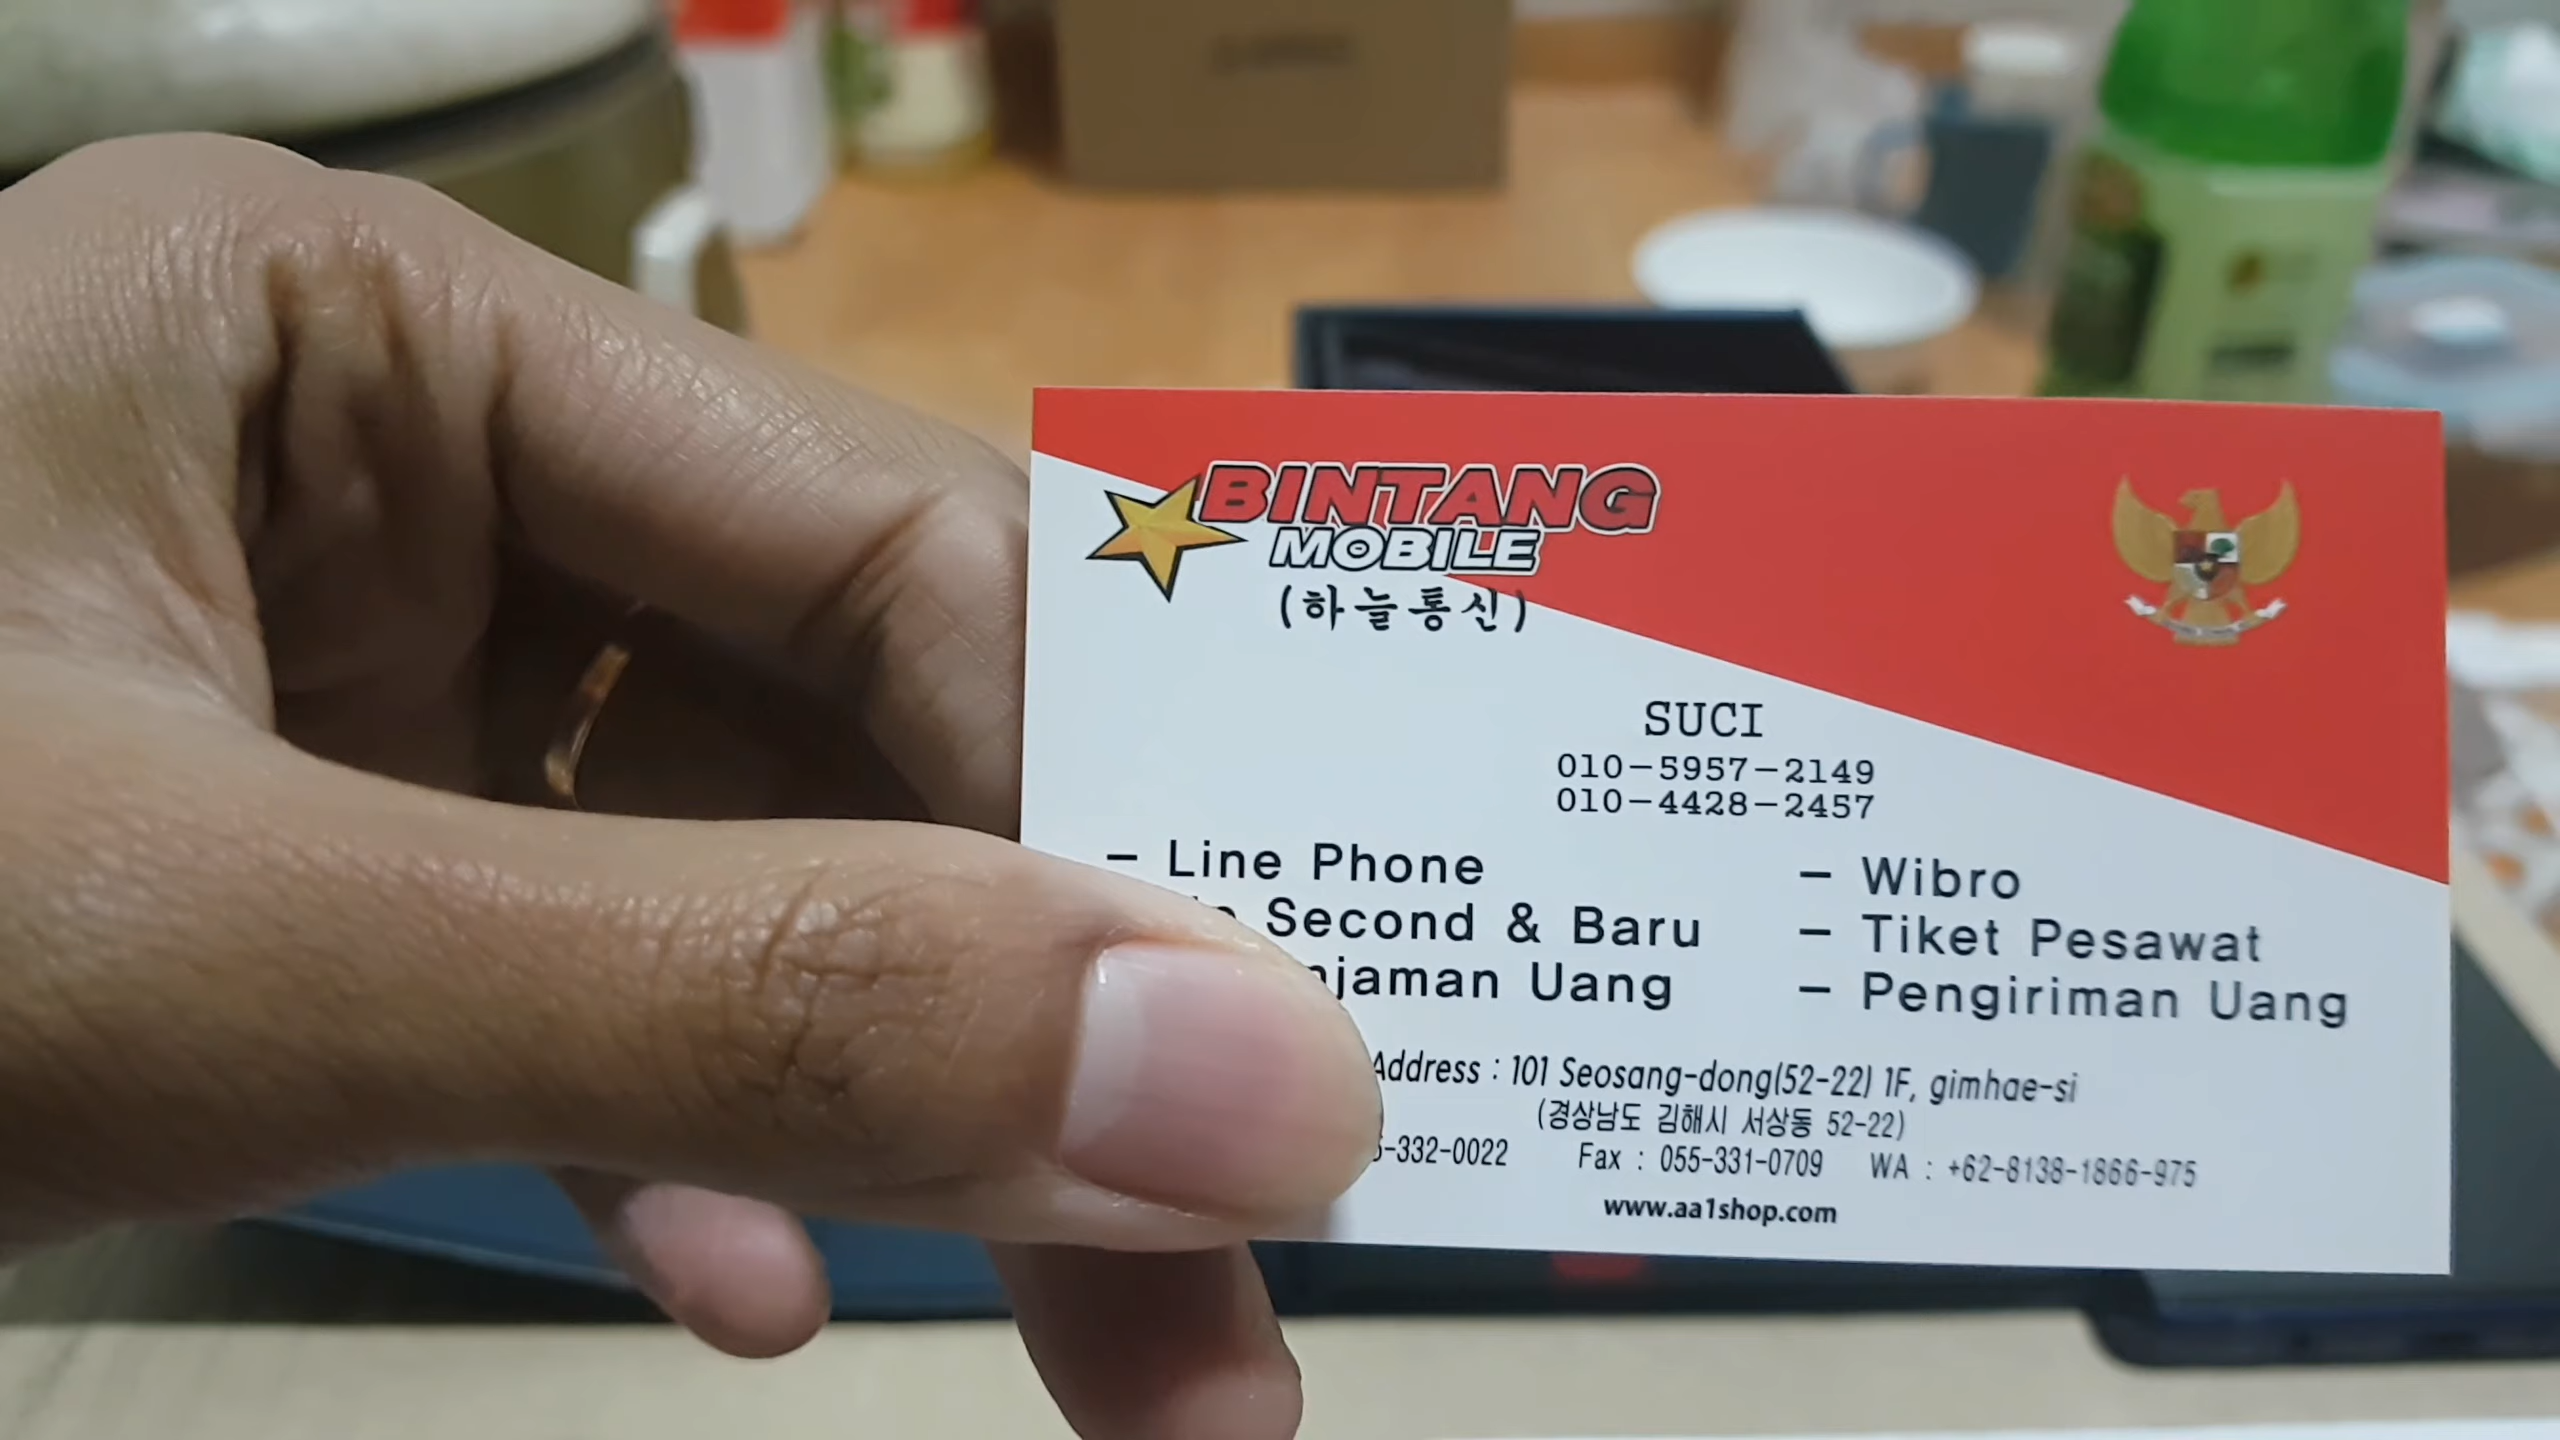 BINTANG
MOBILE
(하늘통신)
SUCI
010-5957-2149
010-4428-2457
- Line Phone
Second & Baru
njaman Uang
- Wibro
- Tiket Pesawat
- Pengiriman Uang
Address : 101 Seosang-dong(52-22) 1F, gimhae-si
(경상남도 김해시 서상동 52-22)
5-332-0022 Fax : 055-331-0709 WA : +62-8138-1866-975
www.aa1shop.com